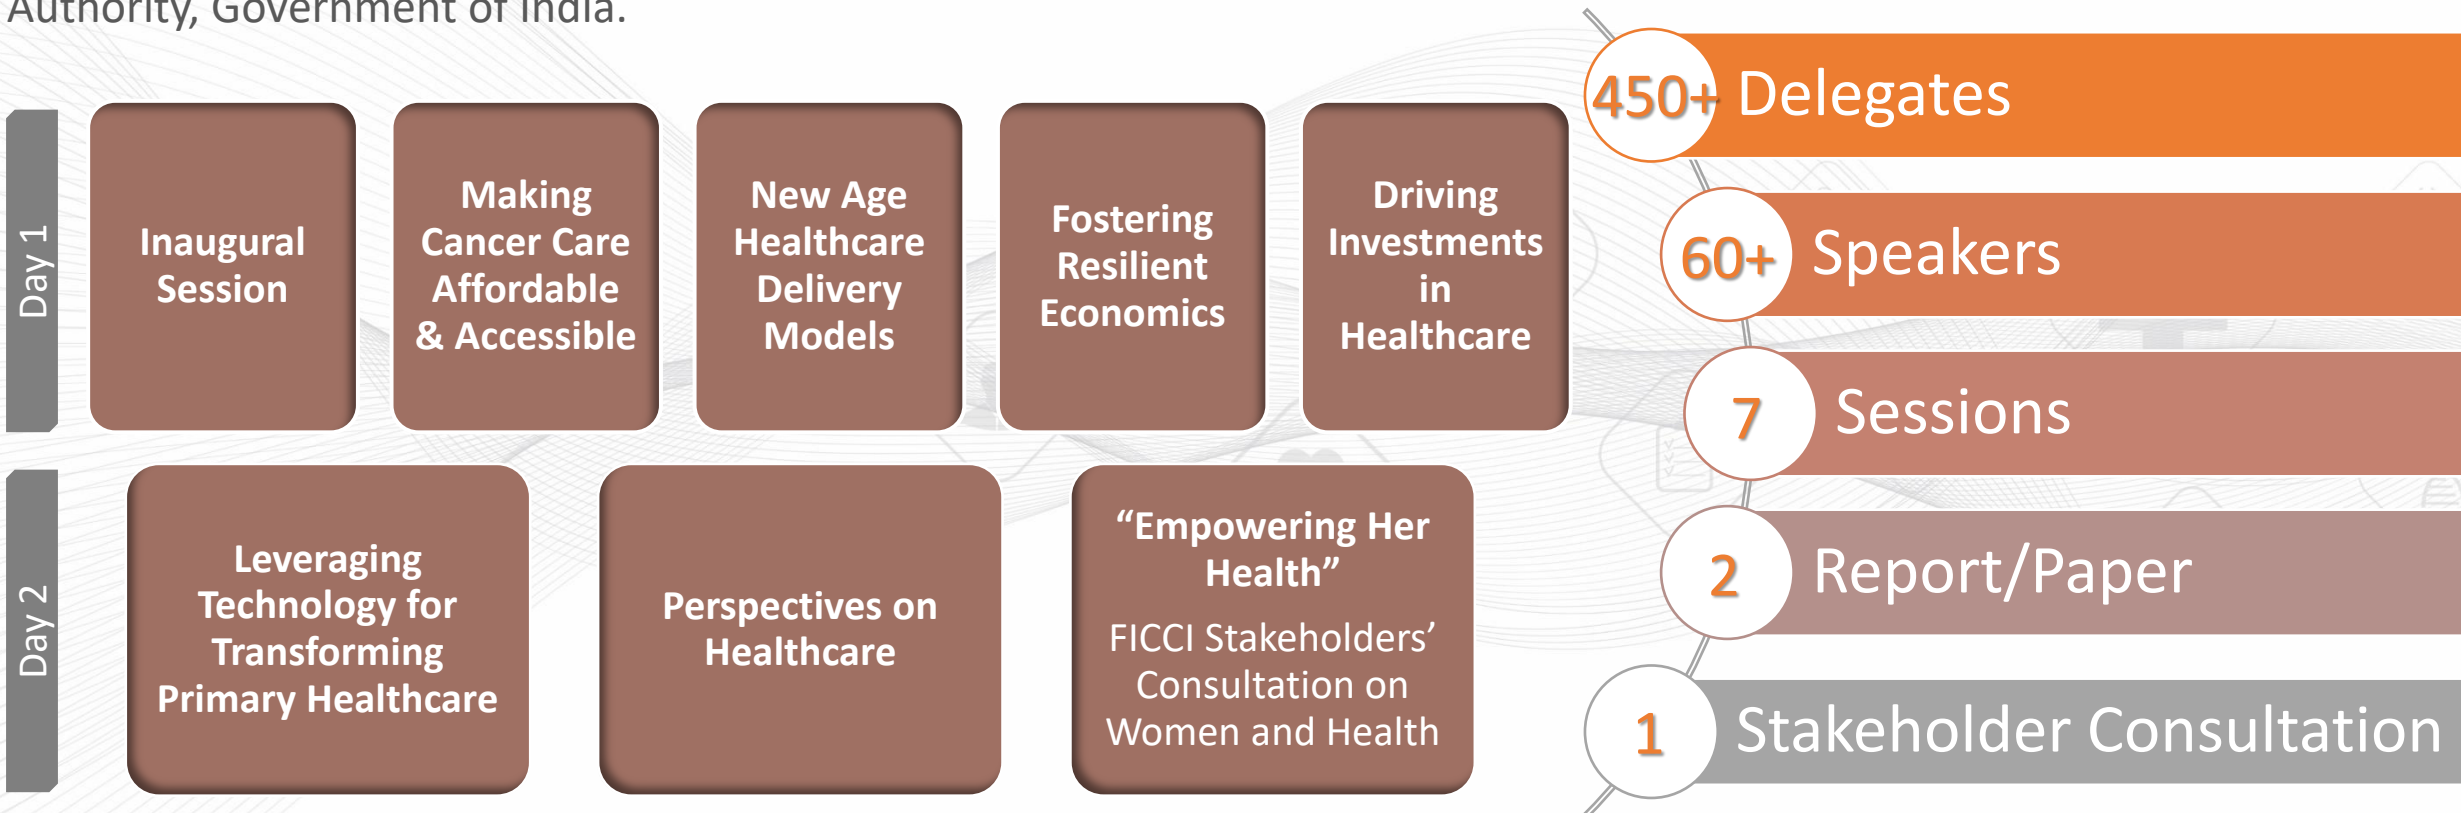 Authority, Government of India.
Day 1
Inaugural
Session
Making
Cancer Care
Affordable
& Accessible
New Age
Healthcare
Delivery
Models
Fostering
Resilient
Economics
Driving
Investments
in
Healthcare
Day 2
Leveraging
Technology for
Transforming
Primary Healthcare
Perspectives on
Healthcare
“Empowering Her
Health”
FICCI Stakeholders’
Consultation on
Women and Health
450+ Delegates
60+ Speakers
7 Sessions
2 Report/Paper
1 Stakeholder Consultation